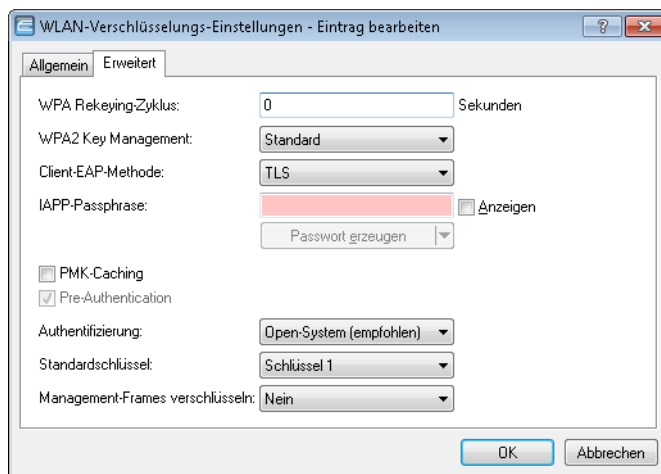 WLAN-Verschlüsselungs-Einstellungen - Eintrag bearbeiten
Allgemein Erweitert
WPA Rekeying-Zyklus: 0 Sekunden
WPA2 Key Management: Standard
Client-EAP-Methode: TLS
IAPP-Passphrase: Anzeigen
Passwort erzeugen
PMK-Caching
Pre-Authentication
Authentifizierung: Open-System (empfohlen)
Standardschlüssel: Schlüssel 1
Management-Frames verschlüsseln: Nein
OK Abbrechen